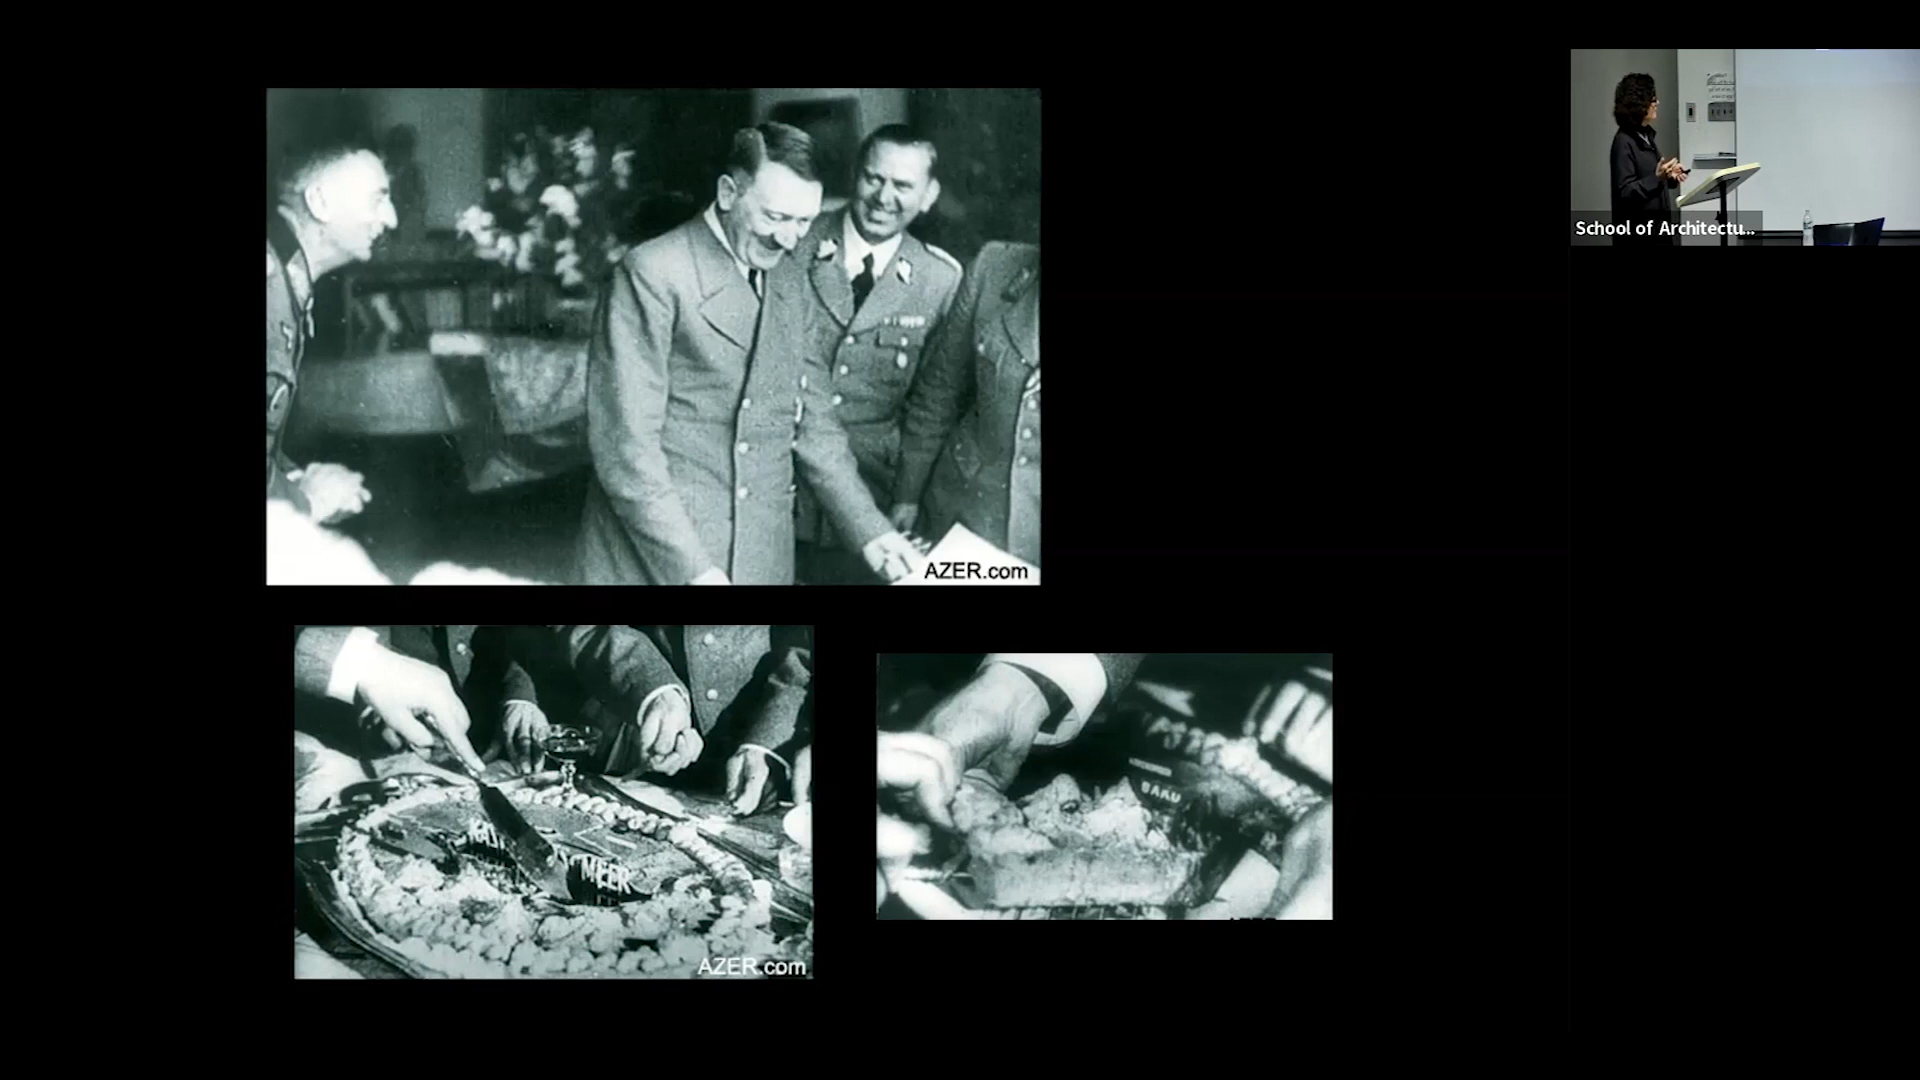 School of Architectu...
AZER.com
MEER
BAKU
AZER.com